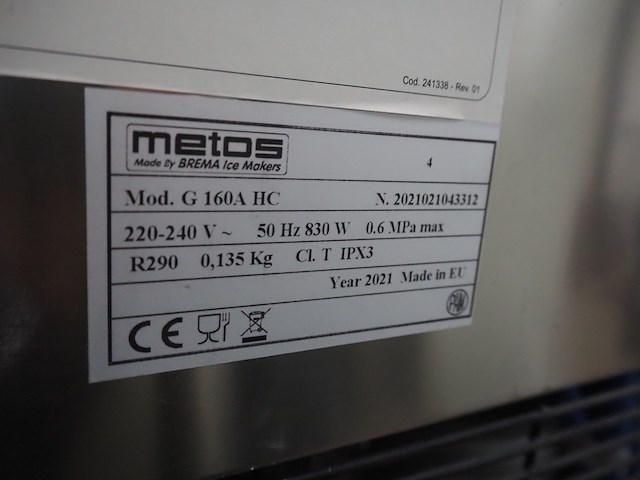 Cod. 241338 - Rev. 01
metos
Made By BREMA Ice Makers
4
Mod. G 160A HC N. 2021021043312
220-240 V ~ 50 Hz 830 W 0.6 MPa max
R290 0,135 Kg Cl. T IPX3
Year 2021 Made in EU
CE